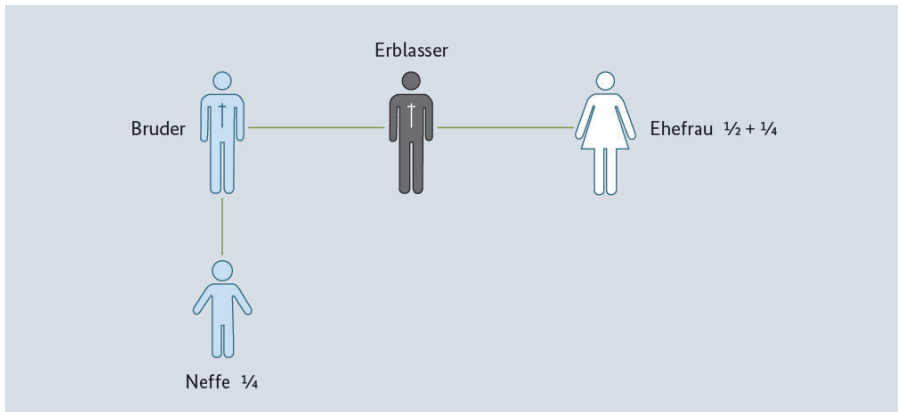 Erblasser
Bruder
Ehefrau ½ + ¼
Neffe ¼